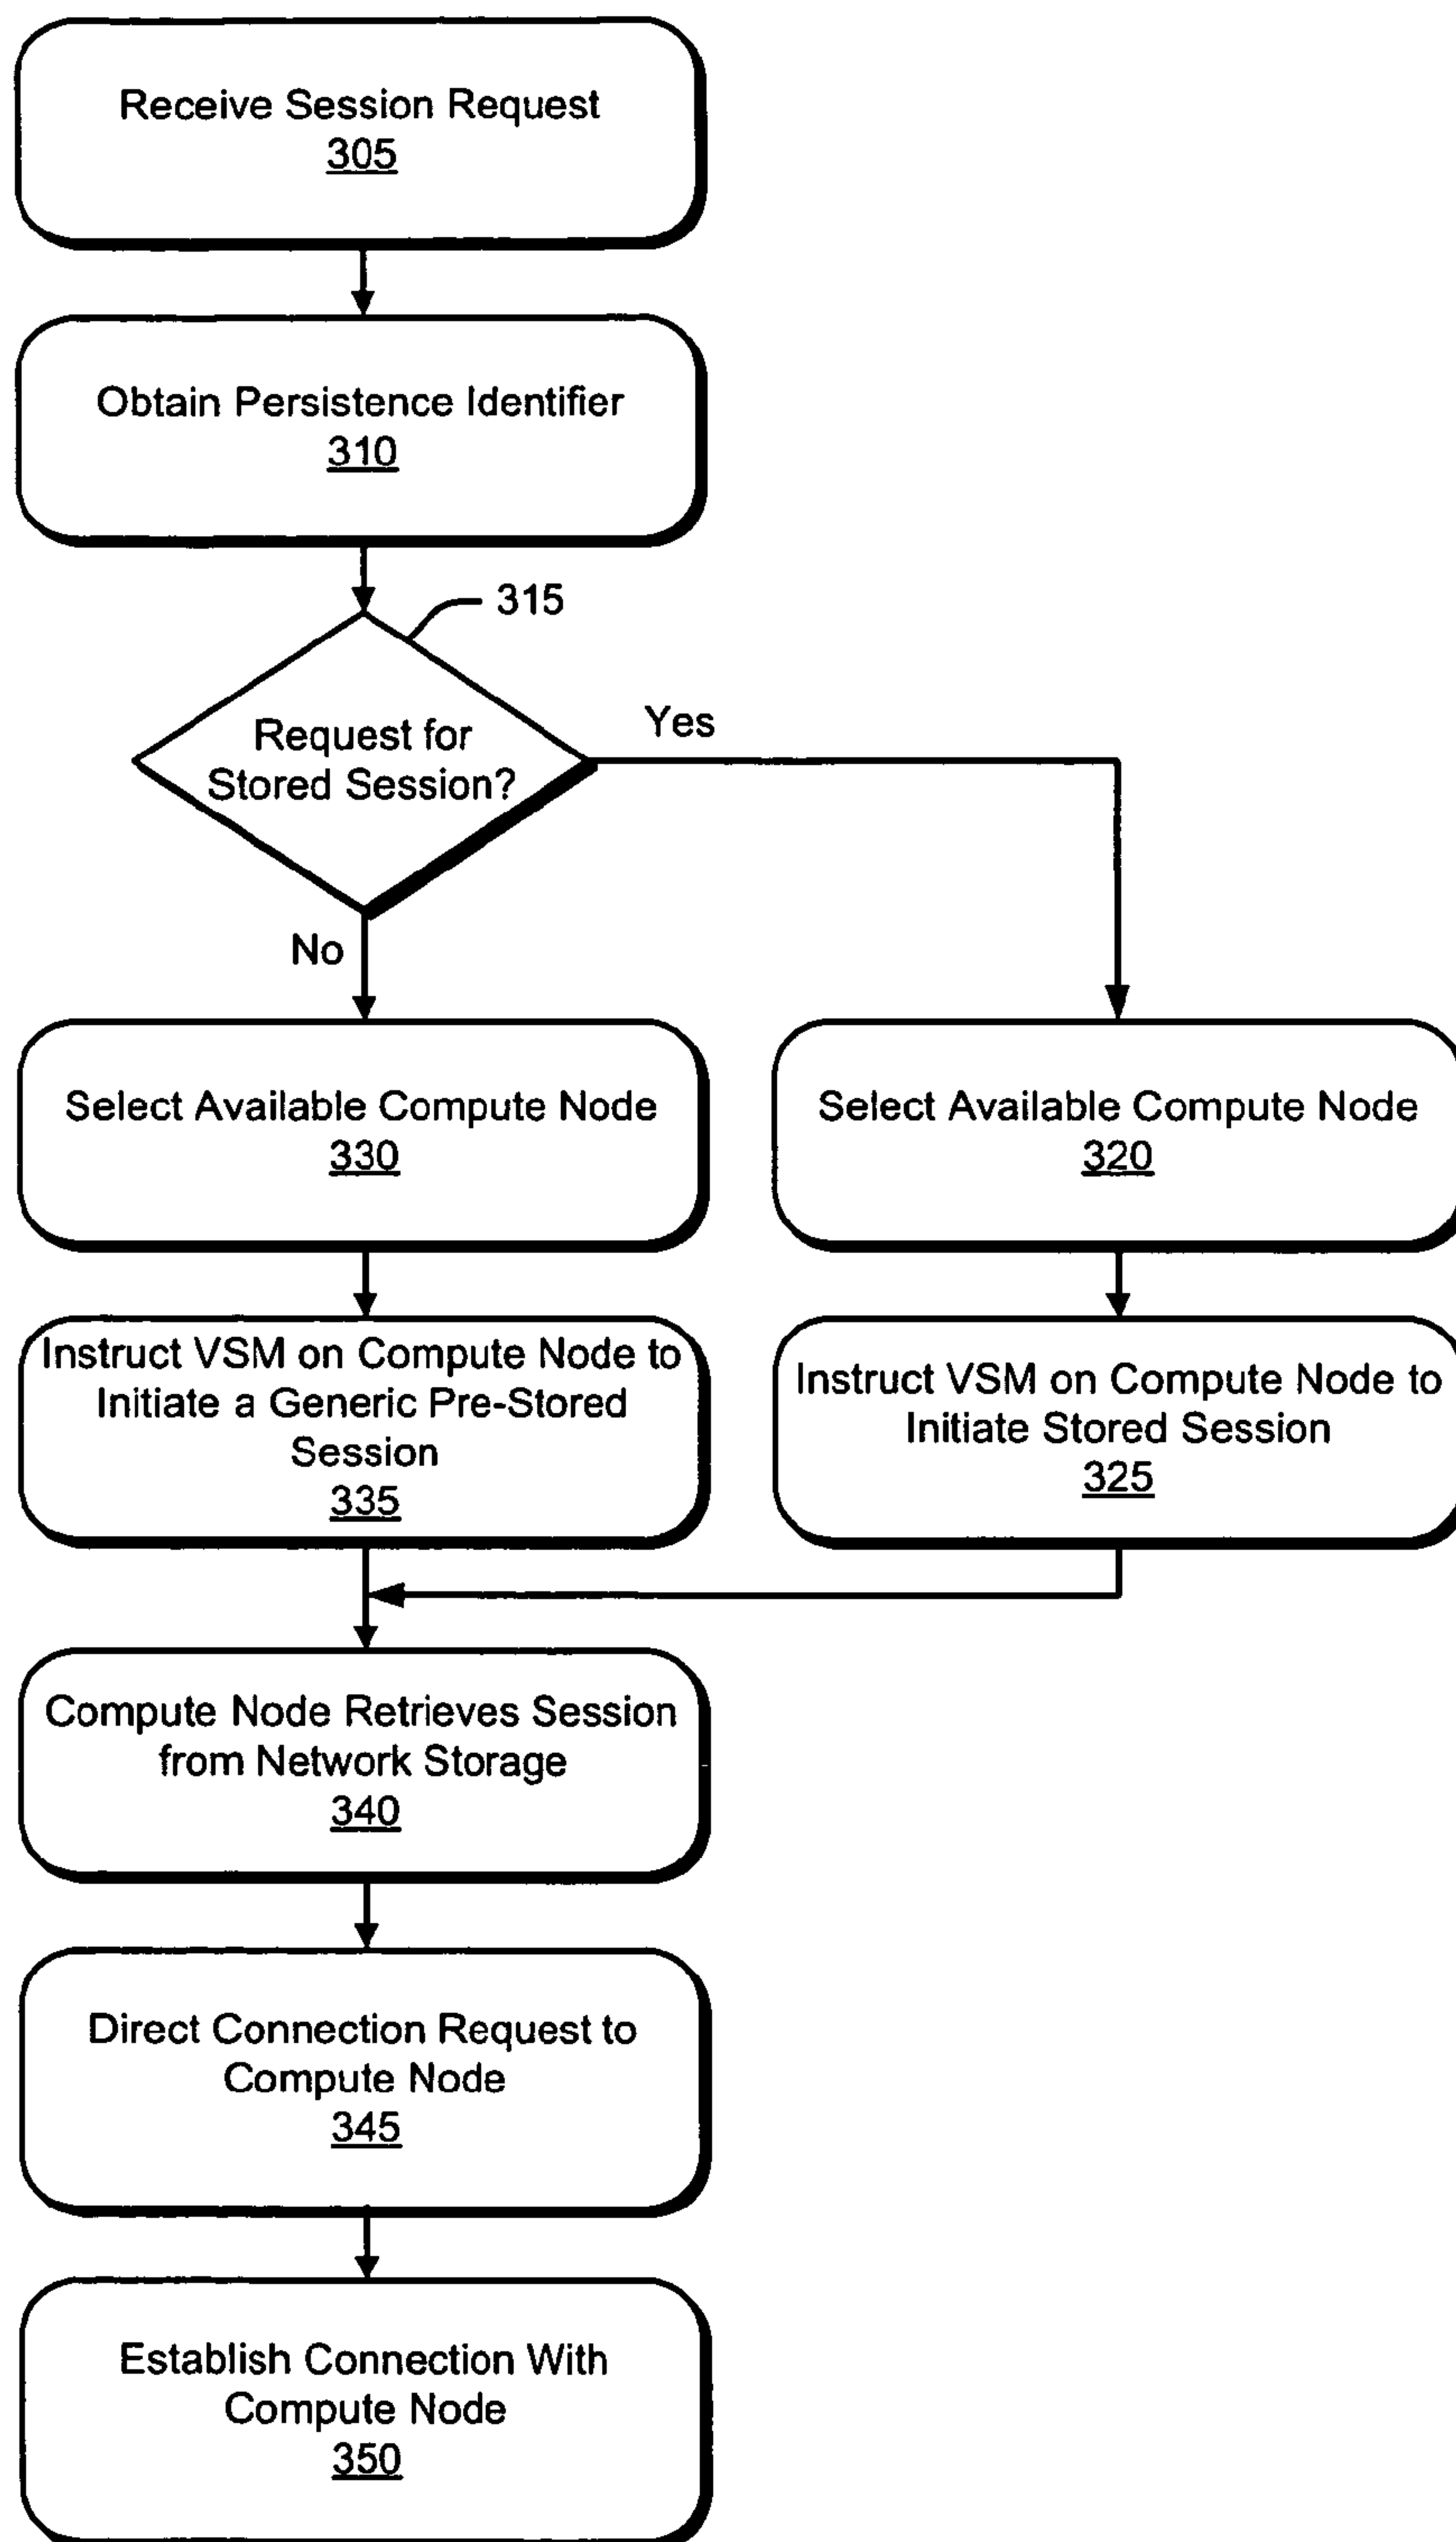 Receive Session Request
305
Obtain Persistence Identifier
310
315
Request for
Stored Session?
Yes
No
Select Available Compute Node
330
Select Available Compute Node
320
Instruct VSM on Compute Node to
Initiate a Generic Pre-Stored
Session
335
Instruct VSM on Compute Node to
Initiate Stored Session
325
Compute Node Retrieves Session
from Network Storage
340
Direct Connection Request to
Compute Node
345
Establish Connection With
Compute Node
350